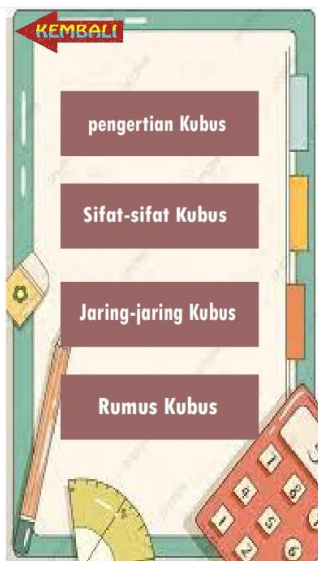 KEMBALI
pengertian Kubus
Sifat-sifat Kubus
Jaring-jaring Kubus
Rumus Kubus